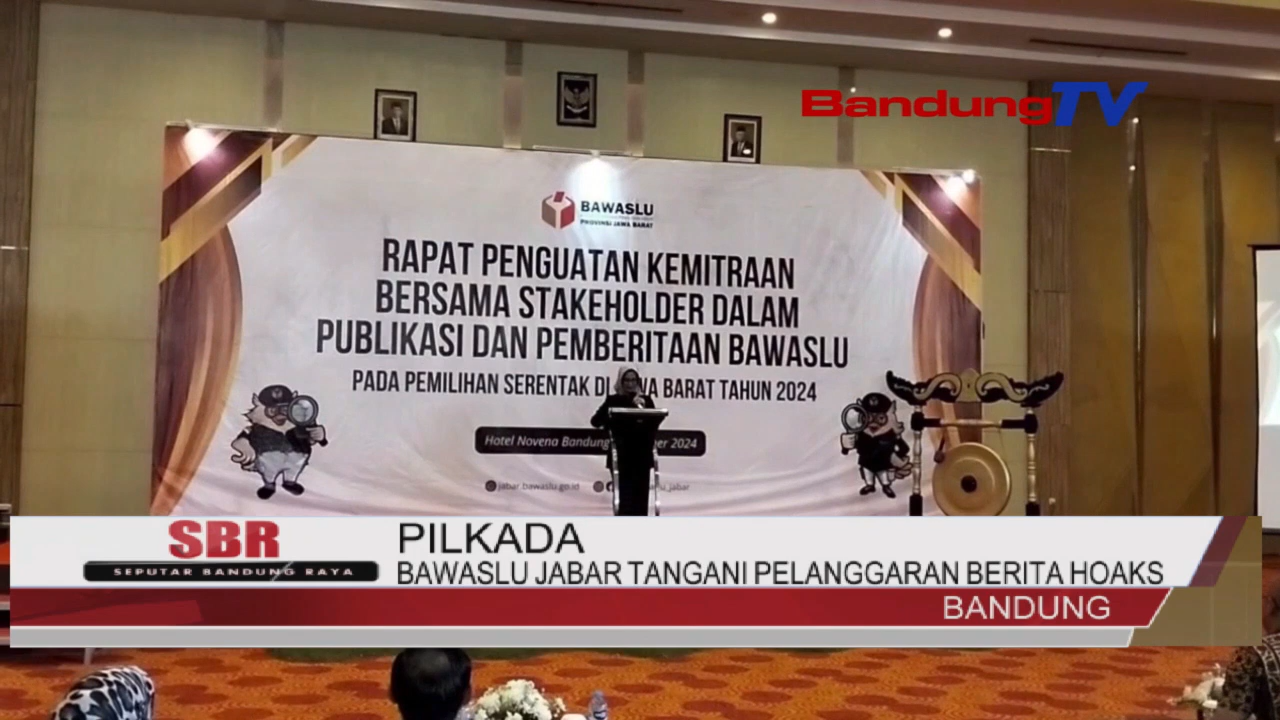 BandungTV
BAWASLU
PROVINSI JAWA BARAT
RAPAT PENGUATAN KEMITRAAN
BERSAMA STAKEHOLDER DALAM
PUBLIKASI DAN PEMBERITAAN BAWASLU
PADA PEMILIHAN SERENTAK DI WA BARAT TAHUN 2024
Hotel Novena Bandung 2024
jabar.bawaslu.go.id
SBR
SEPUTAR BANDUNG RAYA
PILKADA
BAWASLU JABAR TANGANI PELANGGARAN BERITA HOAKS
BANDUNG